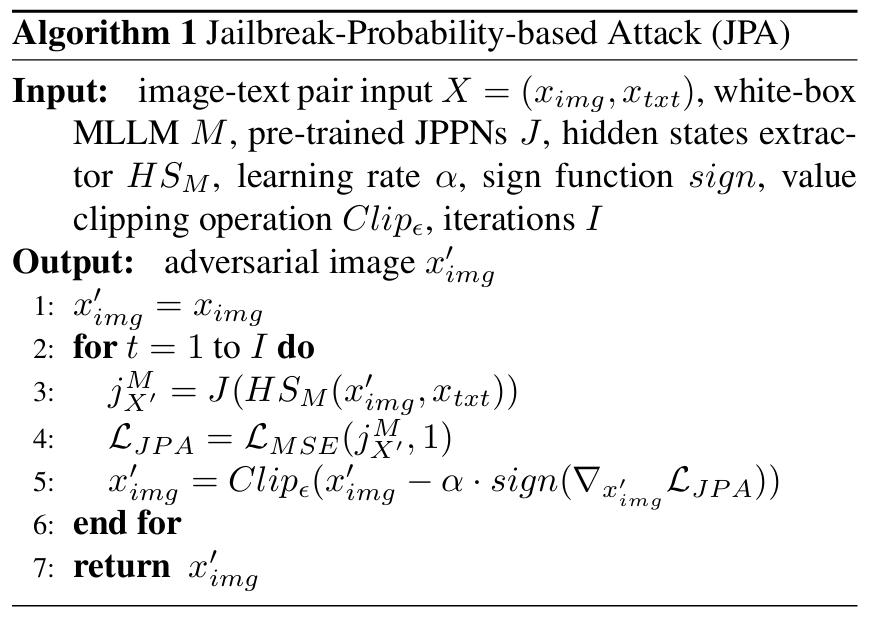 Algorithm 1 Jailbreak-Probability-based Attack (JPA)
Input: image-text pair input $X = (x_{img}, x_{txt})$, white-box
MLLM $M$, pre-trained JPPNs $J$, hidden states extrac-
tor $HS_M$, learning rate $\alpha$, sign function $sign$, value
clipping operation $Clip_\epsilon$, iterations $I$
Output: adversarial image $x'_{img}$
1: $x'_{img} = x_{img}$
2: for $t = 1$ to $I$ do
3: $j^M_{X'} = J(HS_M(x'_{img}, x_{txt}))$
4: $\mathcal{L}_{JPA} = \mathcal{L}_{MSE}(j^M_{X'}, 1)$
5: $x'_{img} = Clip_\epsilon(x'_{img} - \alpha \cdot sign(\nabla_{x'_{img}} \mathcal{L}_{JPA}))$
6: end for
7: return $x'_{img}$